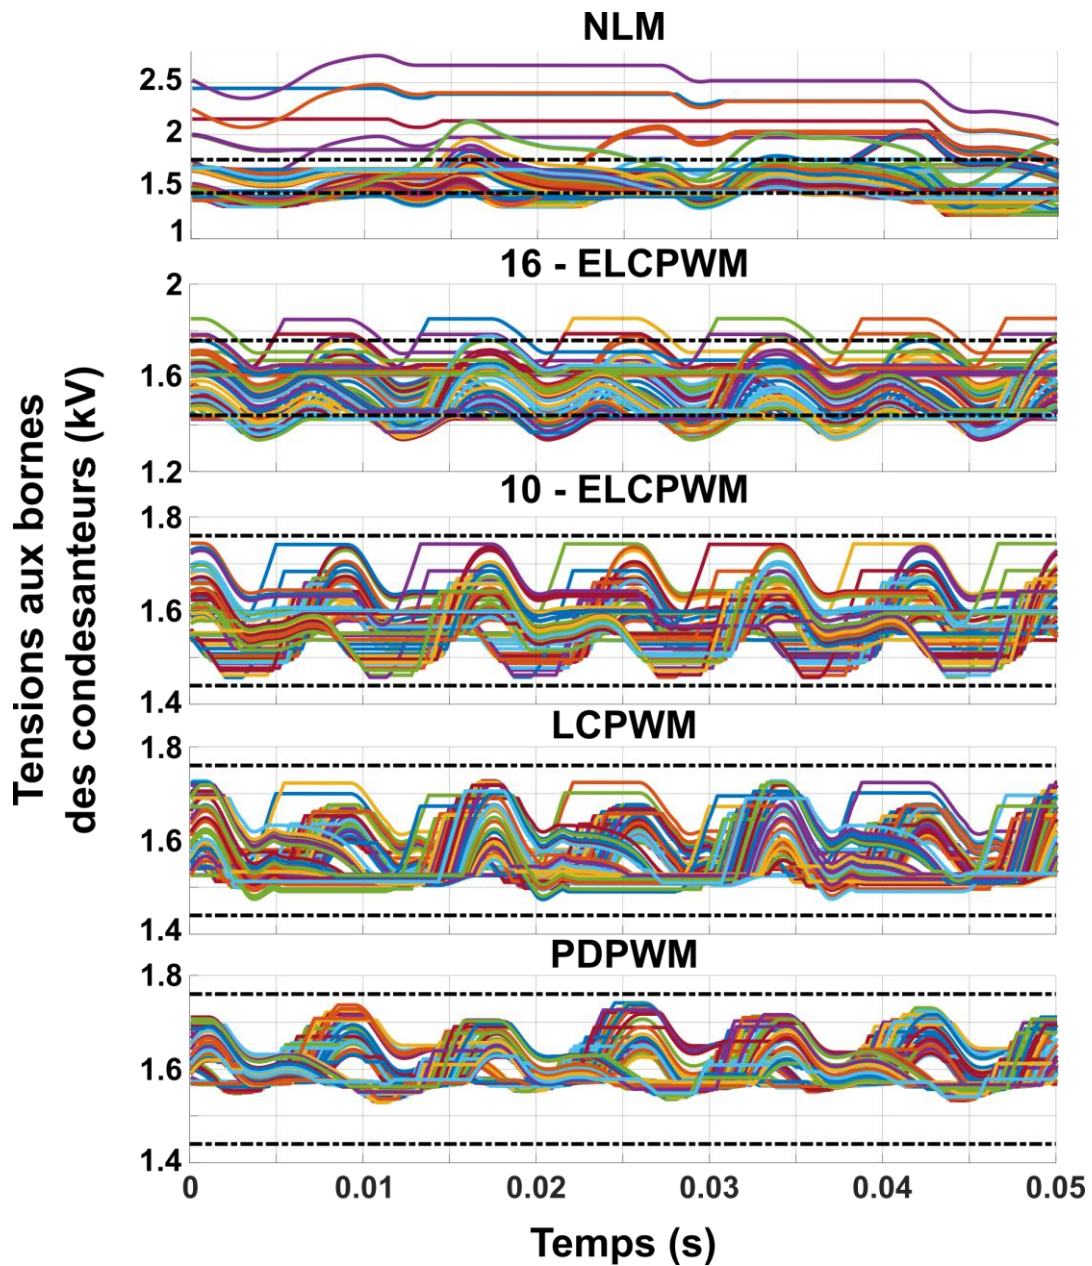 NLM
2.5
2
1.5
1
16 - ELCPWM
2
1.6
1.2
10 - ELCPWM
1.8
1.6
1.4
LCPWM
1.8
1.6
1.4
PDPWM
1.8
1.6
1.4
0 0.01 0.02 0.03 0.04 0.05
Temps (s)
Tensions aux bornes
des condesanteurs (kV)